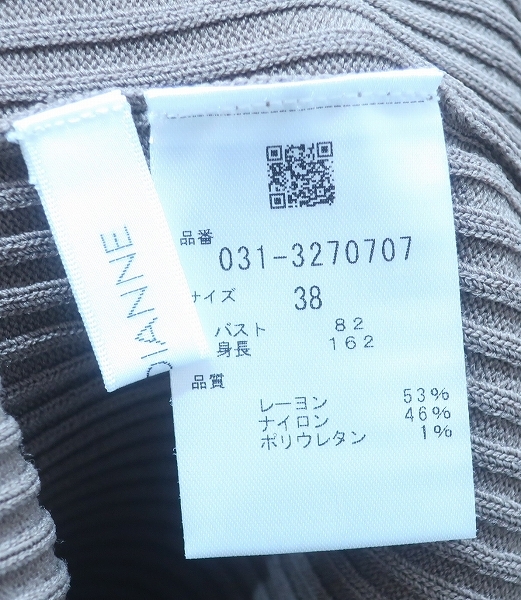 DIANNE
品番
031-3270707
サイズ 38
バスト 82
身長 162
品質
レーヨン 53%
ナイロン 46%
ポリウレタン 1%